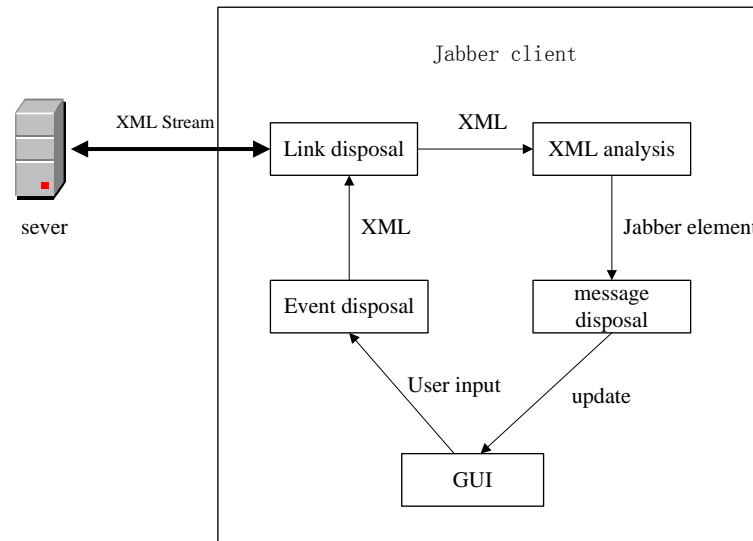 Jabber client
XML Stream
Link disposal
XML
XML analysis
sever
XML
Jabber element
Event disposal
message
disposal
User input
update
GUI